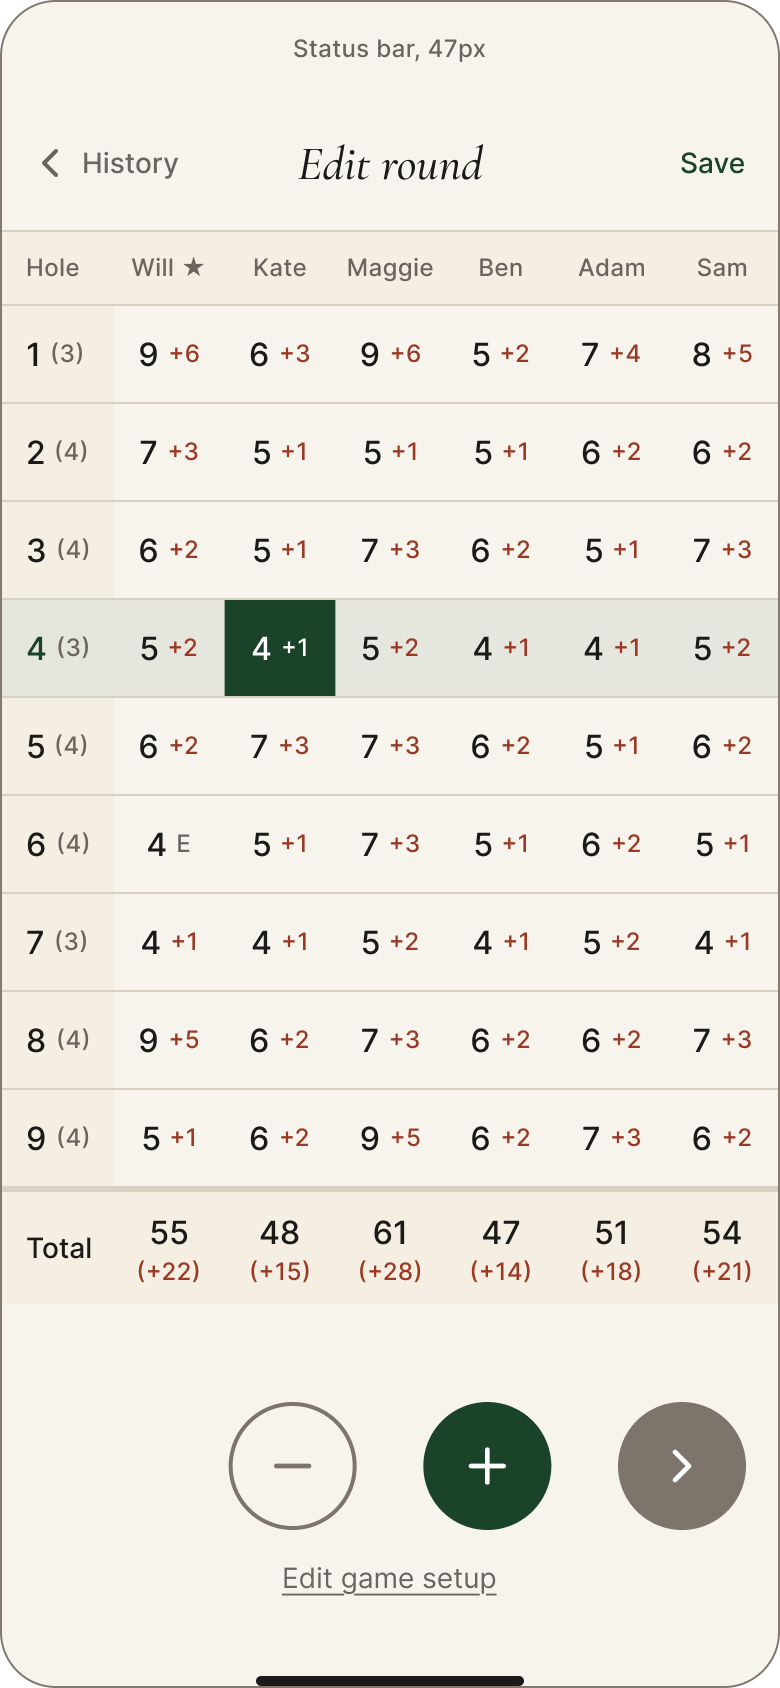 Status bar, 47px
History Edit round Save
Hole Will ★ Kate Maggie Ben Adam Sam
1 (3) 9 +6 6 +3 9 +6 5 +2 7 +4 8 +5
2 (4) 7 +3 5 +1 5 +1 5 +1 6 +2 6 +2
3 (4) 6 +2 5 +1 7 +3 6 +2 5 +1 7 +3
4 (3) 5 +2 4 +1 5 +2 4 +1 4 +1 5 +2
5 (4) 6 +2 7 +3 7 +3 6 +2 5 +1 6 +2
6 (4) 4 E 5 +1 7 +3 5 +1 6 +2 5 +1
7 (3) 4 +1 4 +1 5 +2 4 +1 5 +2 4 +1
8 (4) 9 +5 6 +2 7 +3 6 +2 6 +2 7 +3
9 (4) 5 +1 6 +2 9 +5 6 +2 7 +3 6 +2
Total 55 48 61 47 51 54
(+22) (+15) (+28) (+14) (+18) (+21)
Edit game setup